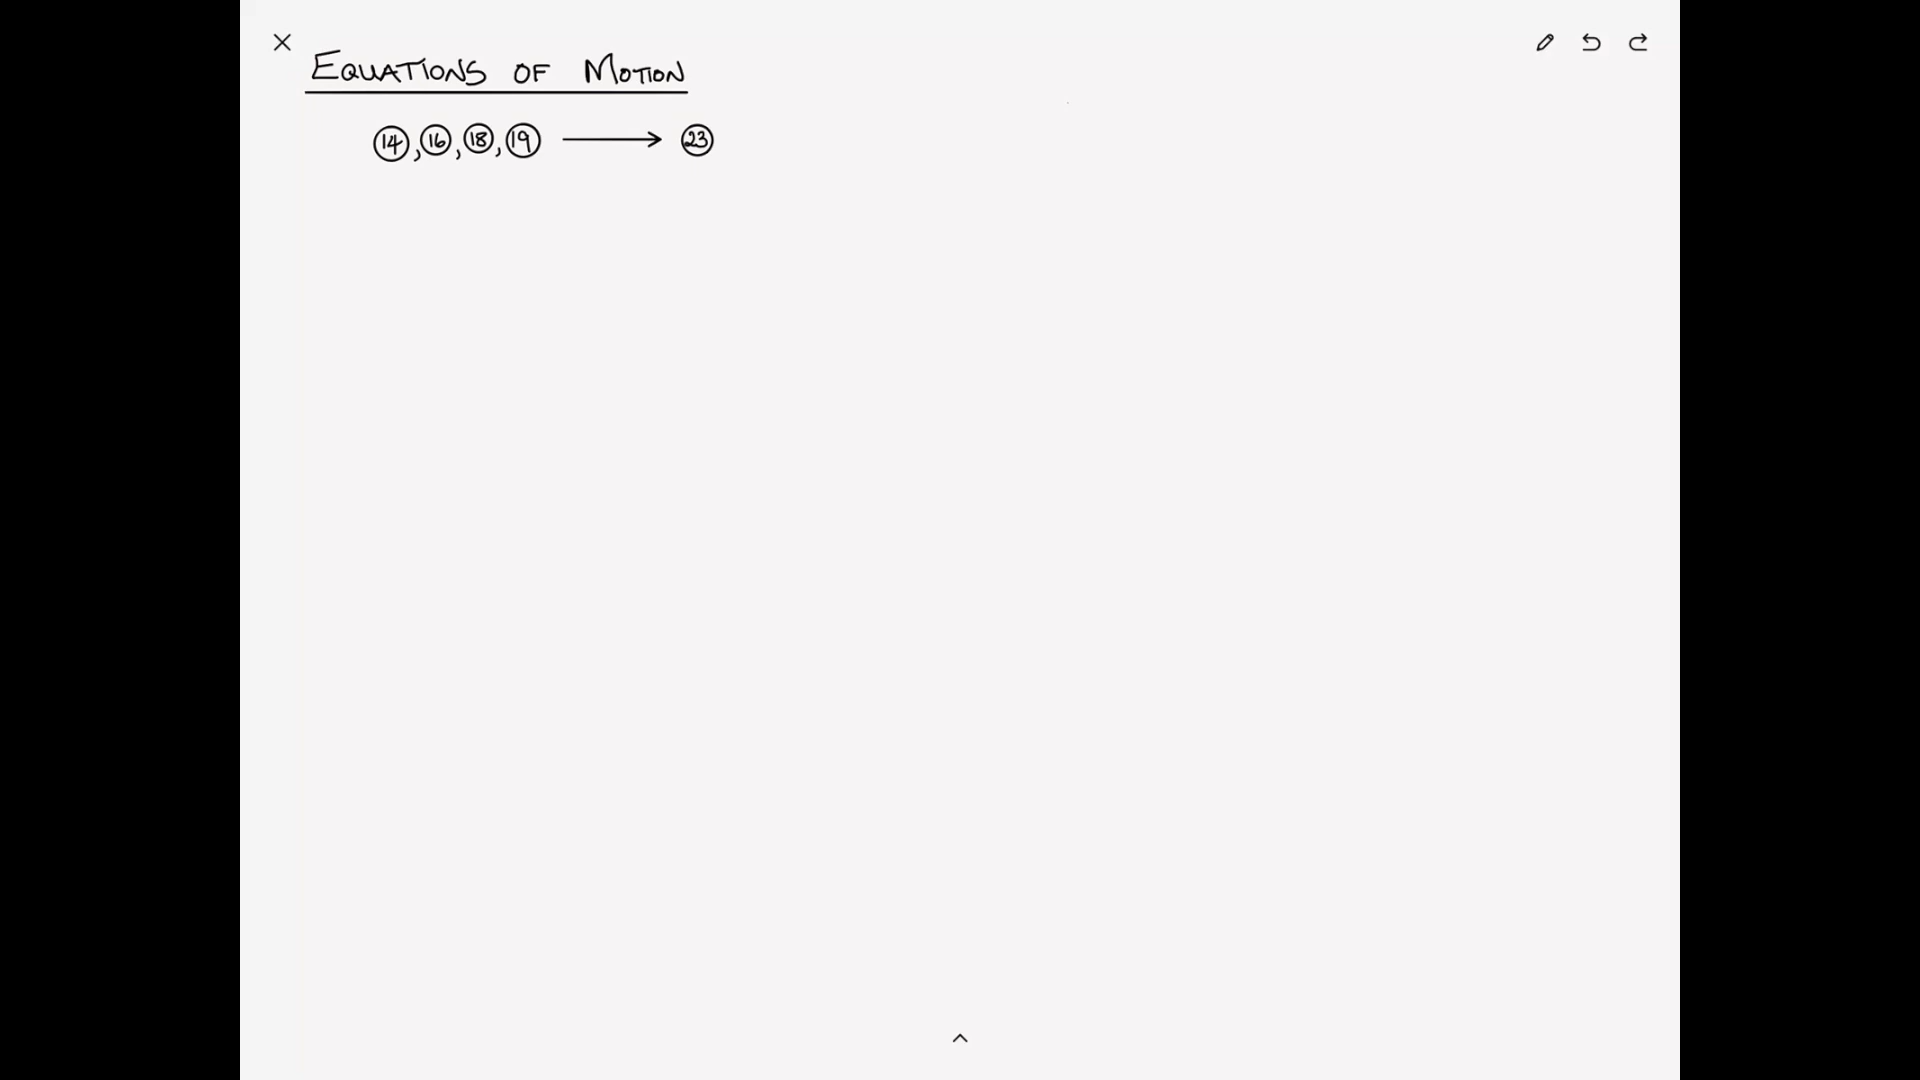 EQUATIONS OF MOTION
⑭, ⑯, ⑱, ⑲ ⟶ ㉓